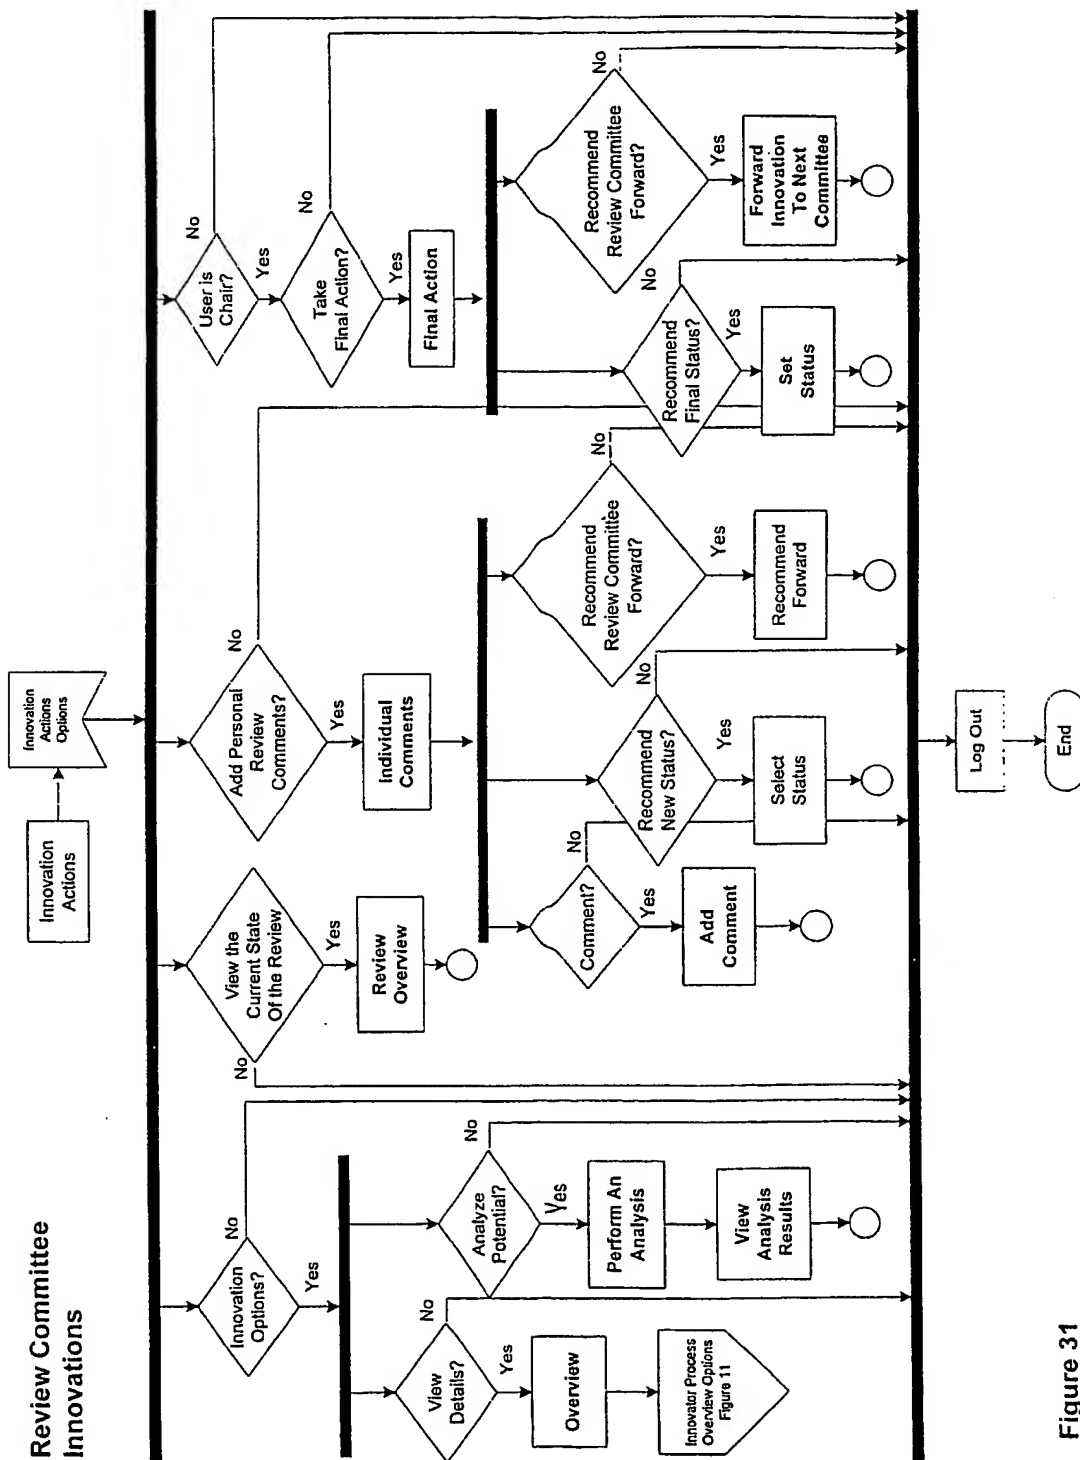 Review Committee
Innovations
Innovation
Actions
Innovation
Actions
Options
Innovation
Options?
No
Yes
View
Details?
No
Yes
Overview
Innovator Process
Overview Options
Figure 11
Analyze
Potential?
No
Yes
Perform An
Analysis
View
Analysis
Results
View the
Current State
Of the Review
No
Yes
Review
Overview
Add Personal
Review
Comments?
No
Yes
Individual
Comments
Comment?
No
Yes
Add
Comment
Recommend
New Status?
No
Yes
Select
Status
Recommend
Review Committee
Forward?
No
Yes
Recommend
Forward
User is
Chair?
No
Yes
Take
Final Action?
No
Yes
Final Action
Recommend
Final Status?
No
Yes
Set
Status
Recommend
Review Committee
Forward?
No
Yes
Forward
Innovation
To Next
Committee
Log Out
End
Figure 31